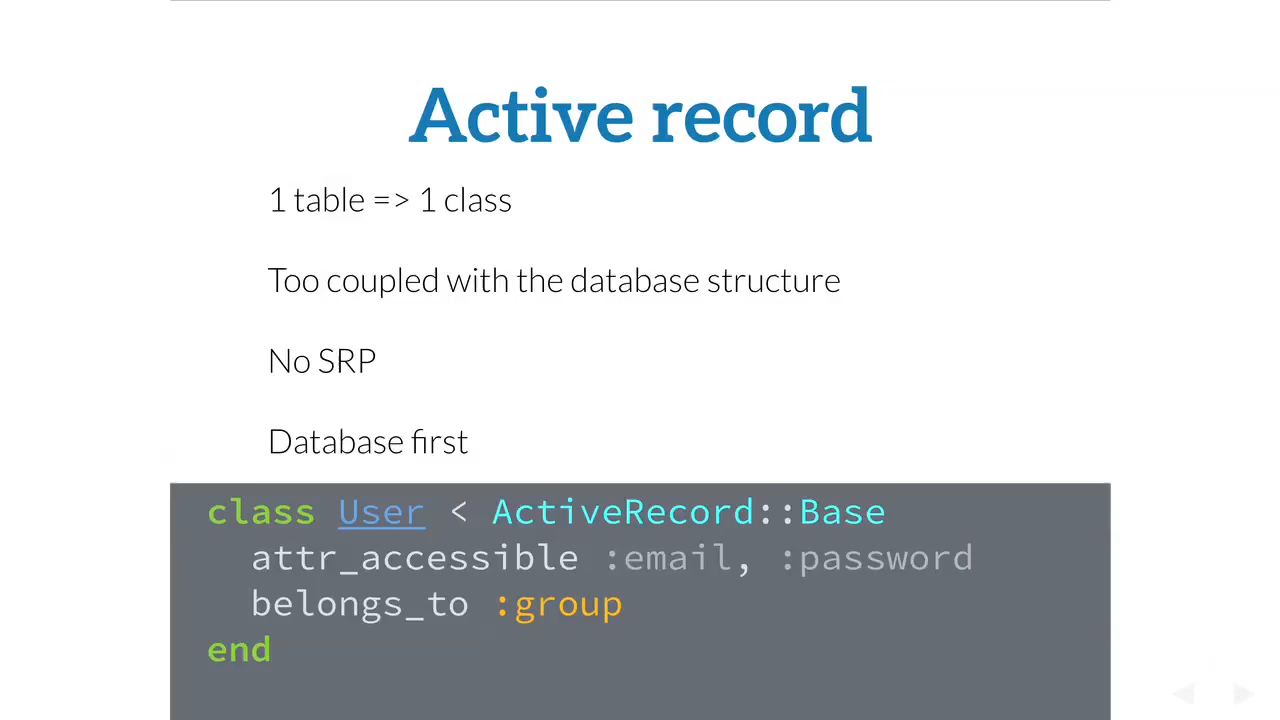 Active record
1 table => 1 class
Too coupled with the database structure
No SRP
Database first
class User < ActiveRecord::Base
  attr_accessible :email, :password
  belongs_to :group
end